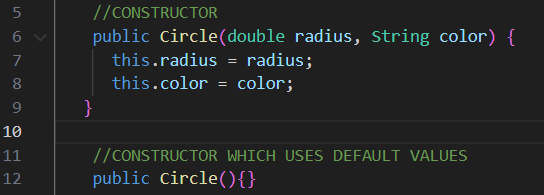 5 //CONSTRUCTOR
6 public Circle(double radius, String color) {
7 this.radius = radius;
8 this.color = color;
9 }
10
11 //CONSTRUCTOR WHICH USES DEFAULT VALUES
12 public Circle(){}